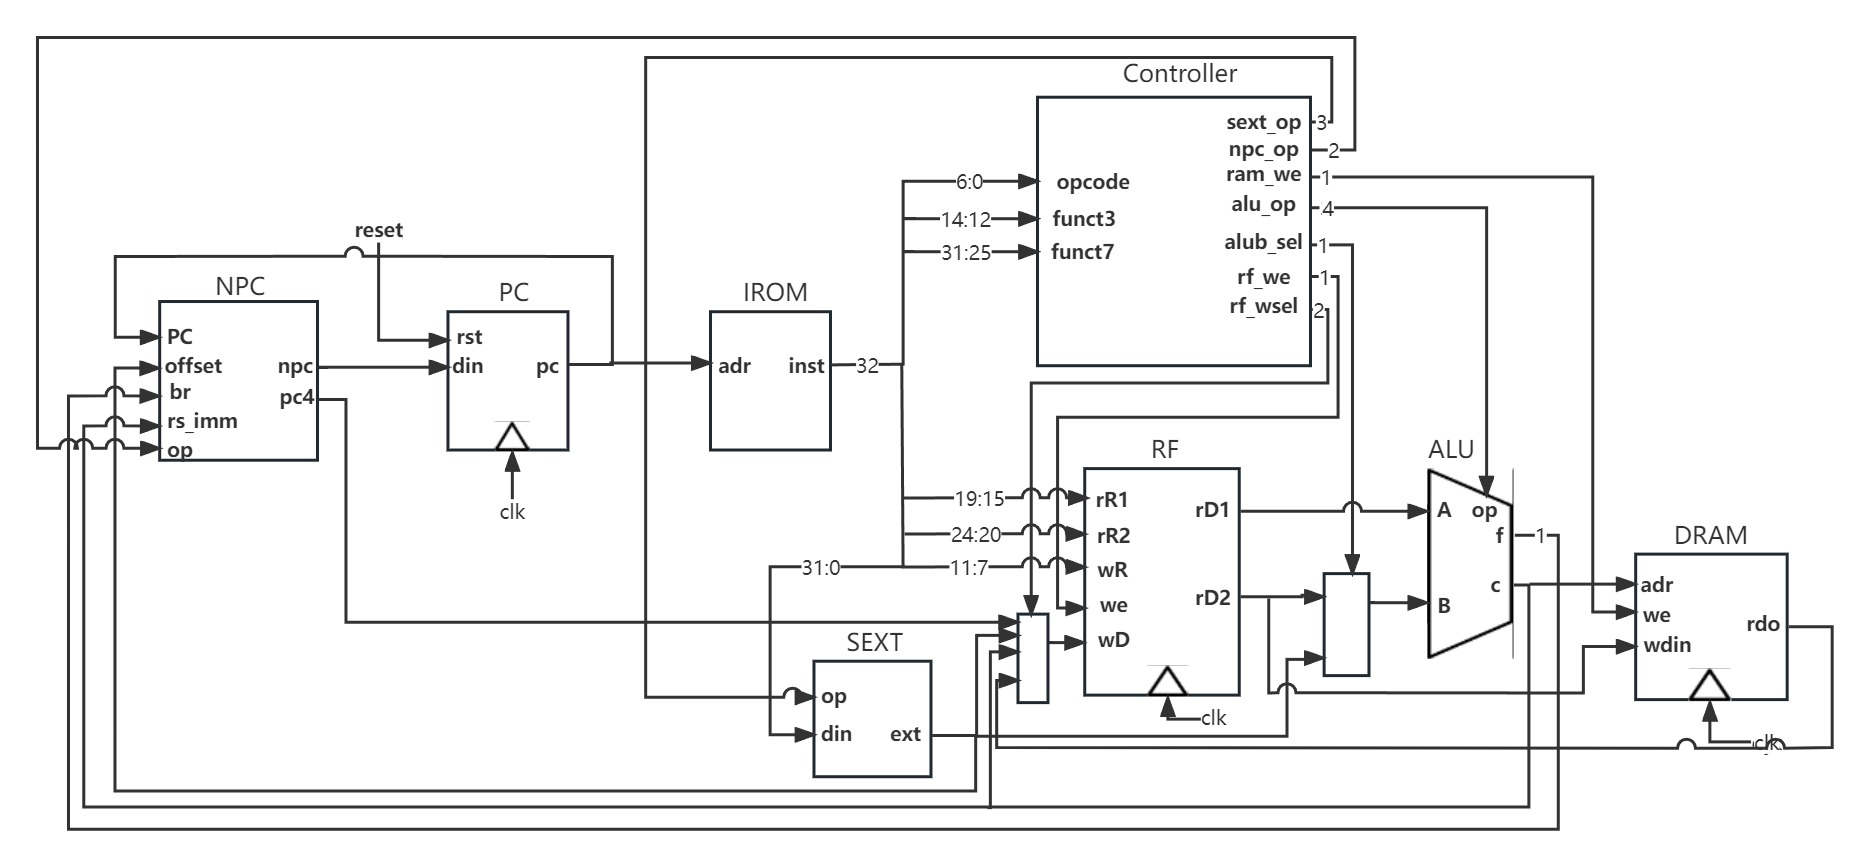 Controller
sext_op 3
npc_op 2
ram_we 1
alu_op 4
alub_sel 1
rf_we 1
rf_wsel 2
6:0 opcode
14:12 funct3
31:25 funct7
reset
NPC
PC
offset
br
rs_imm
op
npc
pc4
PC
rst
din
pc
clk
IROM
adr
inst
32
19:15
24:20
11:7
31:0
RF
rR1
rR2
wR
we
wD
rD1
rD2
clk
SEXT
op
din
ext
ALU
A
op
f
1
c
B
DRAM
adr
we
wdin
rdo
clk